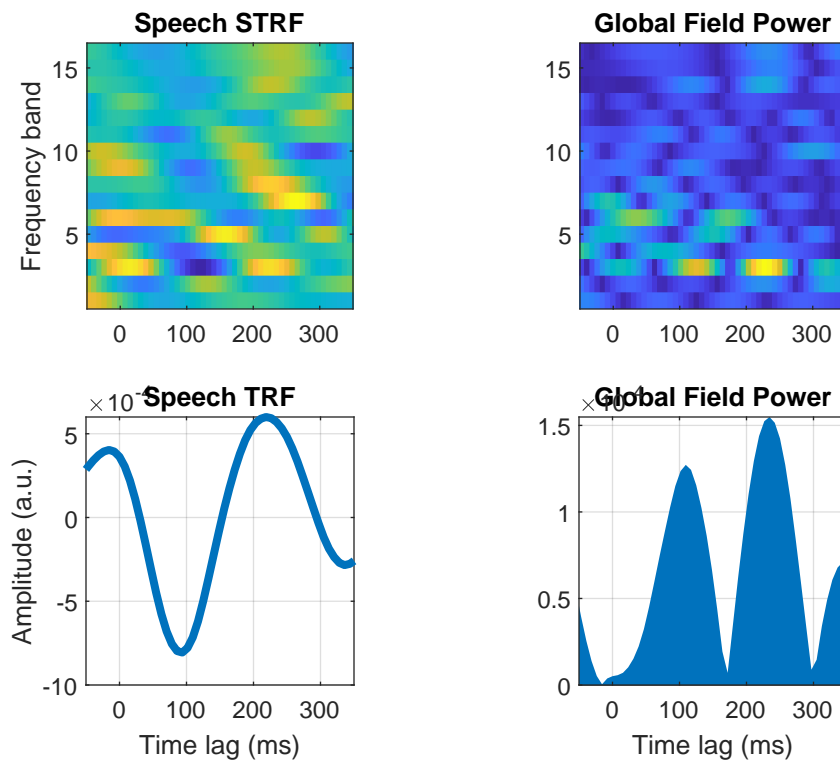 Speech STRF
Global Field Power
Frequency band
15
10
5
0 100 200 300
15
10
5
0 100 200 300
Speech TRF
×10⁻⁴
Global Field Power
Amplitude (a.u.)
5
0
-5
-10
0 100 200 300
Time lag (ms)
1.5
1
0.5
0
0 100 200 300
Time lag (ms)